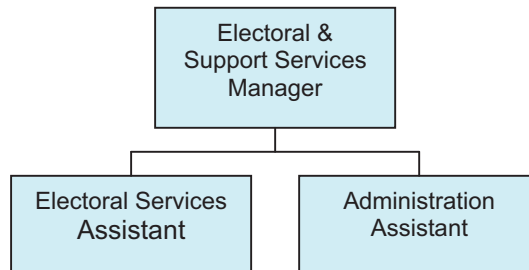 Electoral &
Support Services
Manager
Electoral Services
Assistant
Administration
Assistant